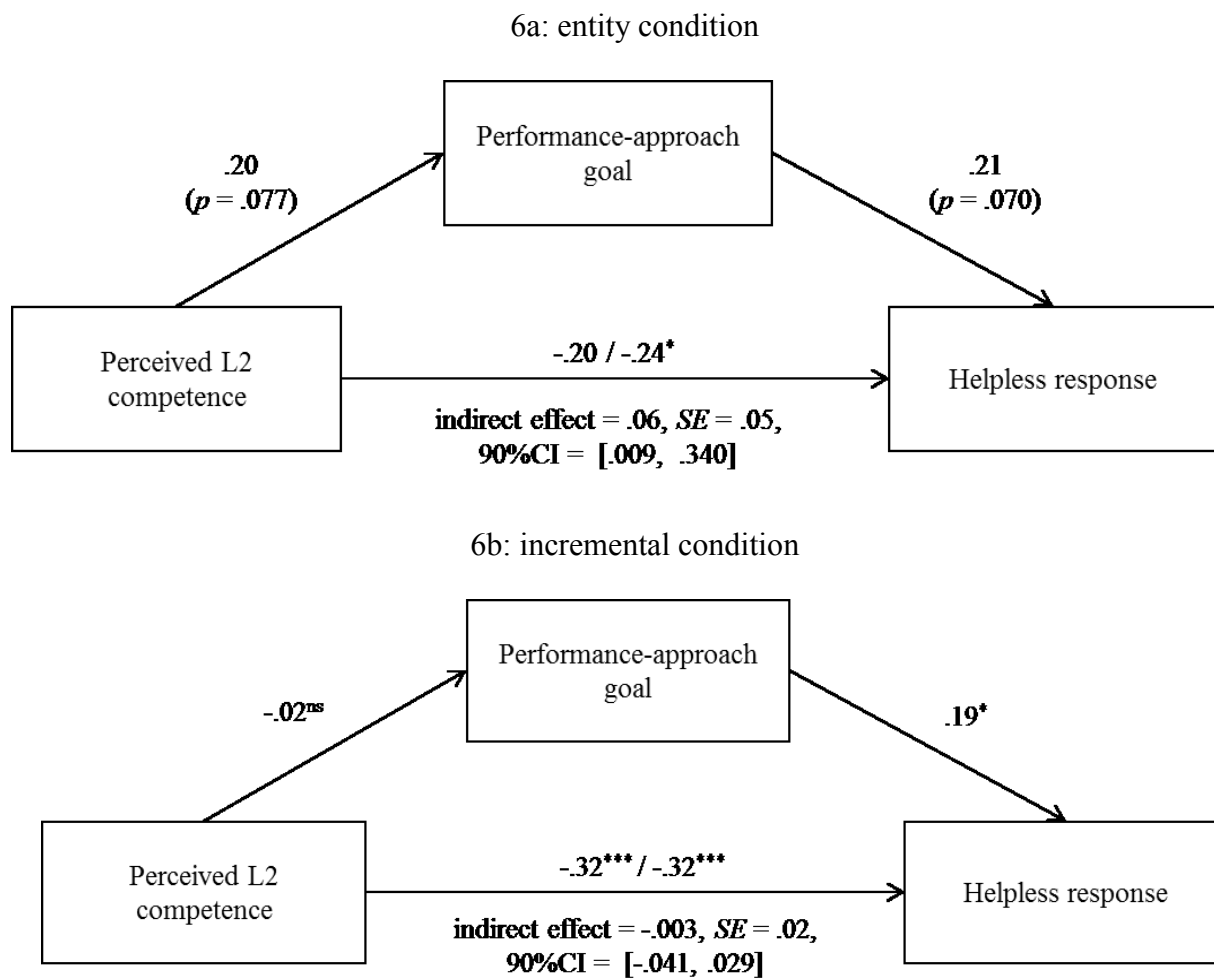 6a: entity condition
Performance-approach
goal
.20
(p = .077)
.21
(p = .070)
Perceived L2
competence
-.20 / -.24*
Helpless response
indirect effect = .06, SE = .05,
90%CI = [.009, .340]
6b: incremental condition
Performance-approach
goal
-.02ns
.19*
Perceived L2
competence
-.32*** / -.32***
Helpless response
indirect effect = -.003, SE = .02,
90%CI = [-.041, .029]